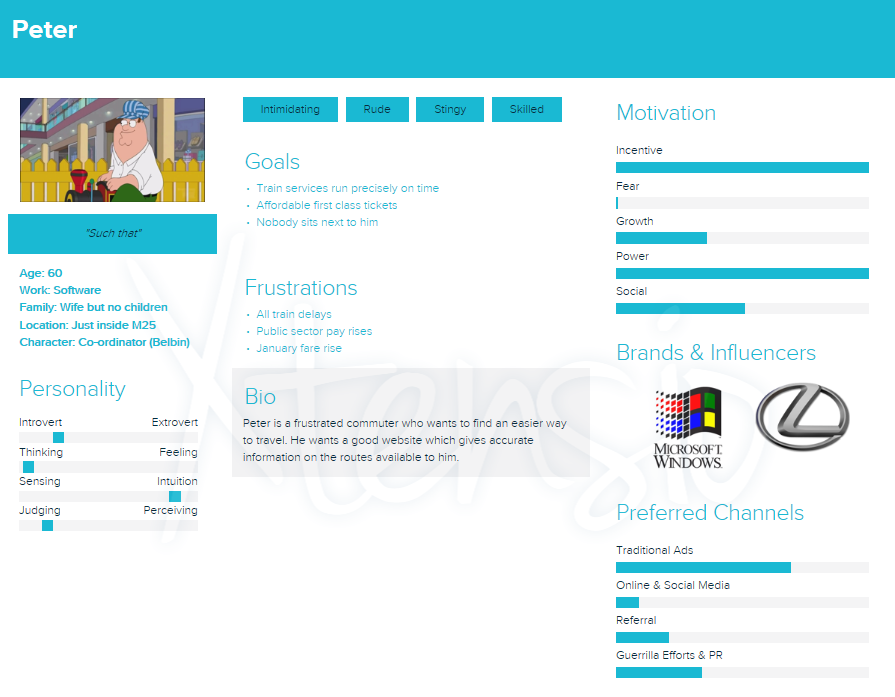 Peter
"Such that"
Age: 60
Work: Software
Family: Wife but no children
Location: Just inside M25
Character: Co-ordinator (Belbin)
Personality
Introvert Extrovert
Thinking Feeling
Sensing Intuition
Judging Perceiving
Intimidating Rude Stingy Skilled
Goals
Train services run precisely on time
Affordable first class tickets
Nobody sits next to him
Frustrations
All train delays
Public sector pay rises
January fare rise
Bio
Peter is a frustrated commuter who wants to find an easier way
to travel. He wants a good website which gives accurate
information on the routes available to him.
Motivation
Incentive
Fear
Growth
Power
Social
Brands & Influencers
MICROSOFT
WINDOWS.
Preferred Channels
Traditional Ads
Online & Social Media
Referral
Guerrilla Efforts & PR
Xtensio